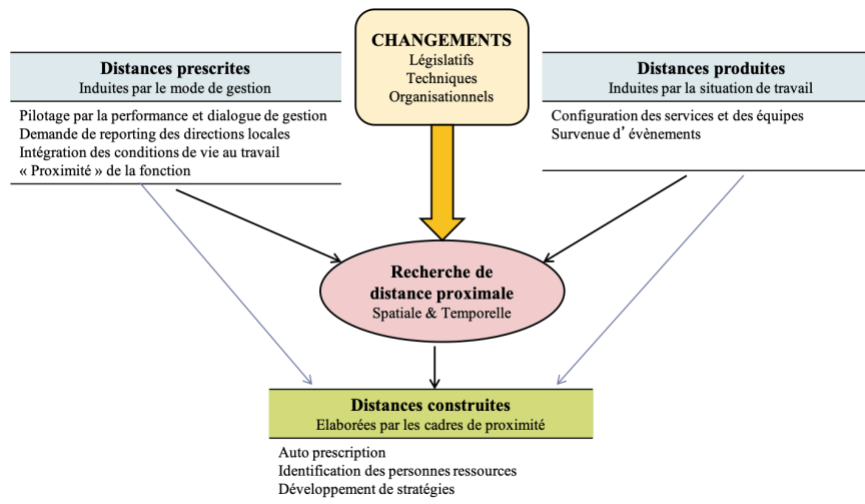 CHANGEMENTS
Législatifs
Techniques
Organisationnels
Distances prescrites
Induites par le mode de gestion
Pilotage par la performance et dialogue de gestion
Demande de reporting des directions locales
Intégration des conditions de vie au travail
« Proximité » de la fonction
Distances produites
Induites par la situation de travail
Configuration des services et des équipes
Survenue d’ évènements
Recherche de
distance proximale
Spatiale & Temporelle
Distances construites
Elaborées par les cadres de proximité
Auto prescription
Identification des personnes ressources
Développement de stratégies